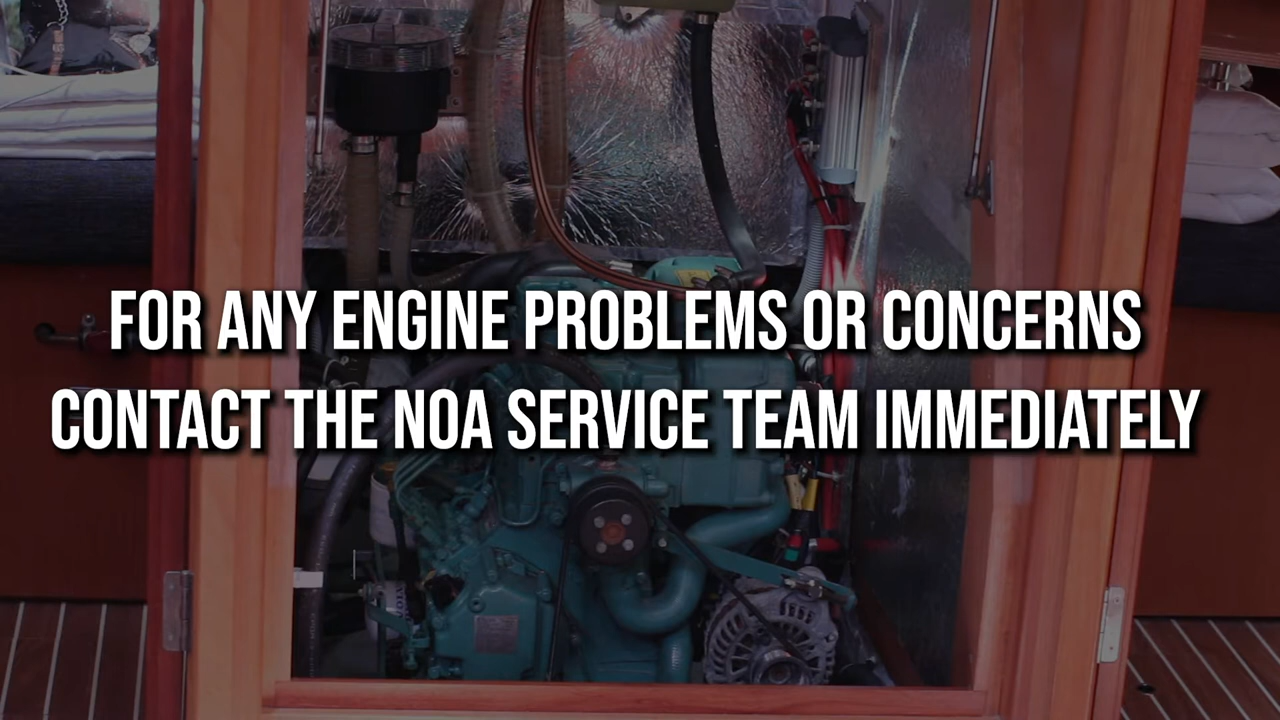 FOR ANY ENGINE PROBLEMS OR CONCERNS
CONTACT THE NOA SERVICE TEAM IMMEDIATELY